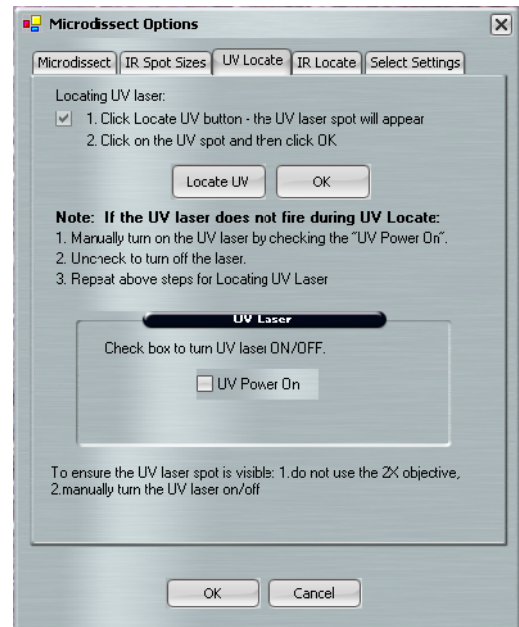 Microdissect Options
Microdissect IR Spot Sizes UV Locate IR Locate Select Settings
Locating UV laser:
1. Click Locate UV button - the UV laser spot will appear
2. Click on the UV spot and then click OK
Locate UV OK
Note: If the UV laser does not fire during UV Locate:
1. Manually turn on the UV laser by checking the "UV Power On".
2. Uncheck to turn off the laser.
3. Repeat above steps for Locating UV Laser
UV Laser
Check box to turn UV laser ON/OFF.
UV Power On
To ensure the UV laser spot is visible: 1.do not use the 2X objective,
2.manually turn the UV laser on/off
OK Cancel